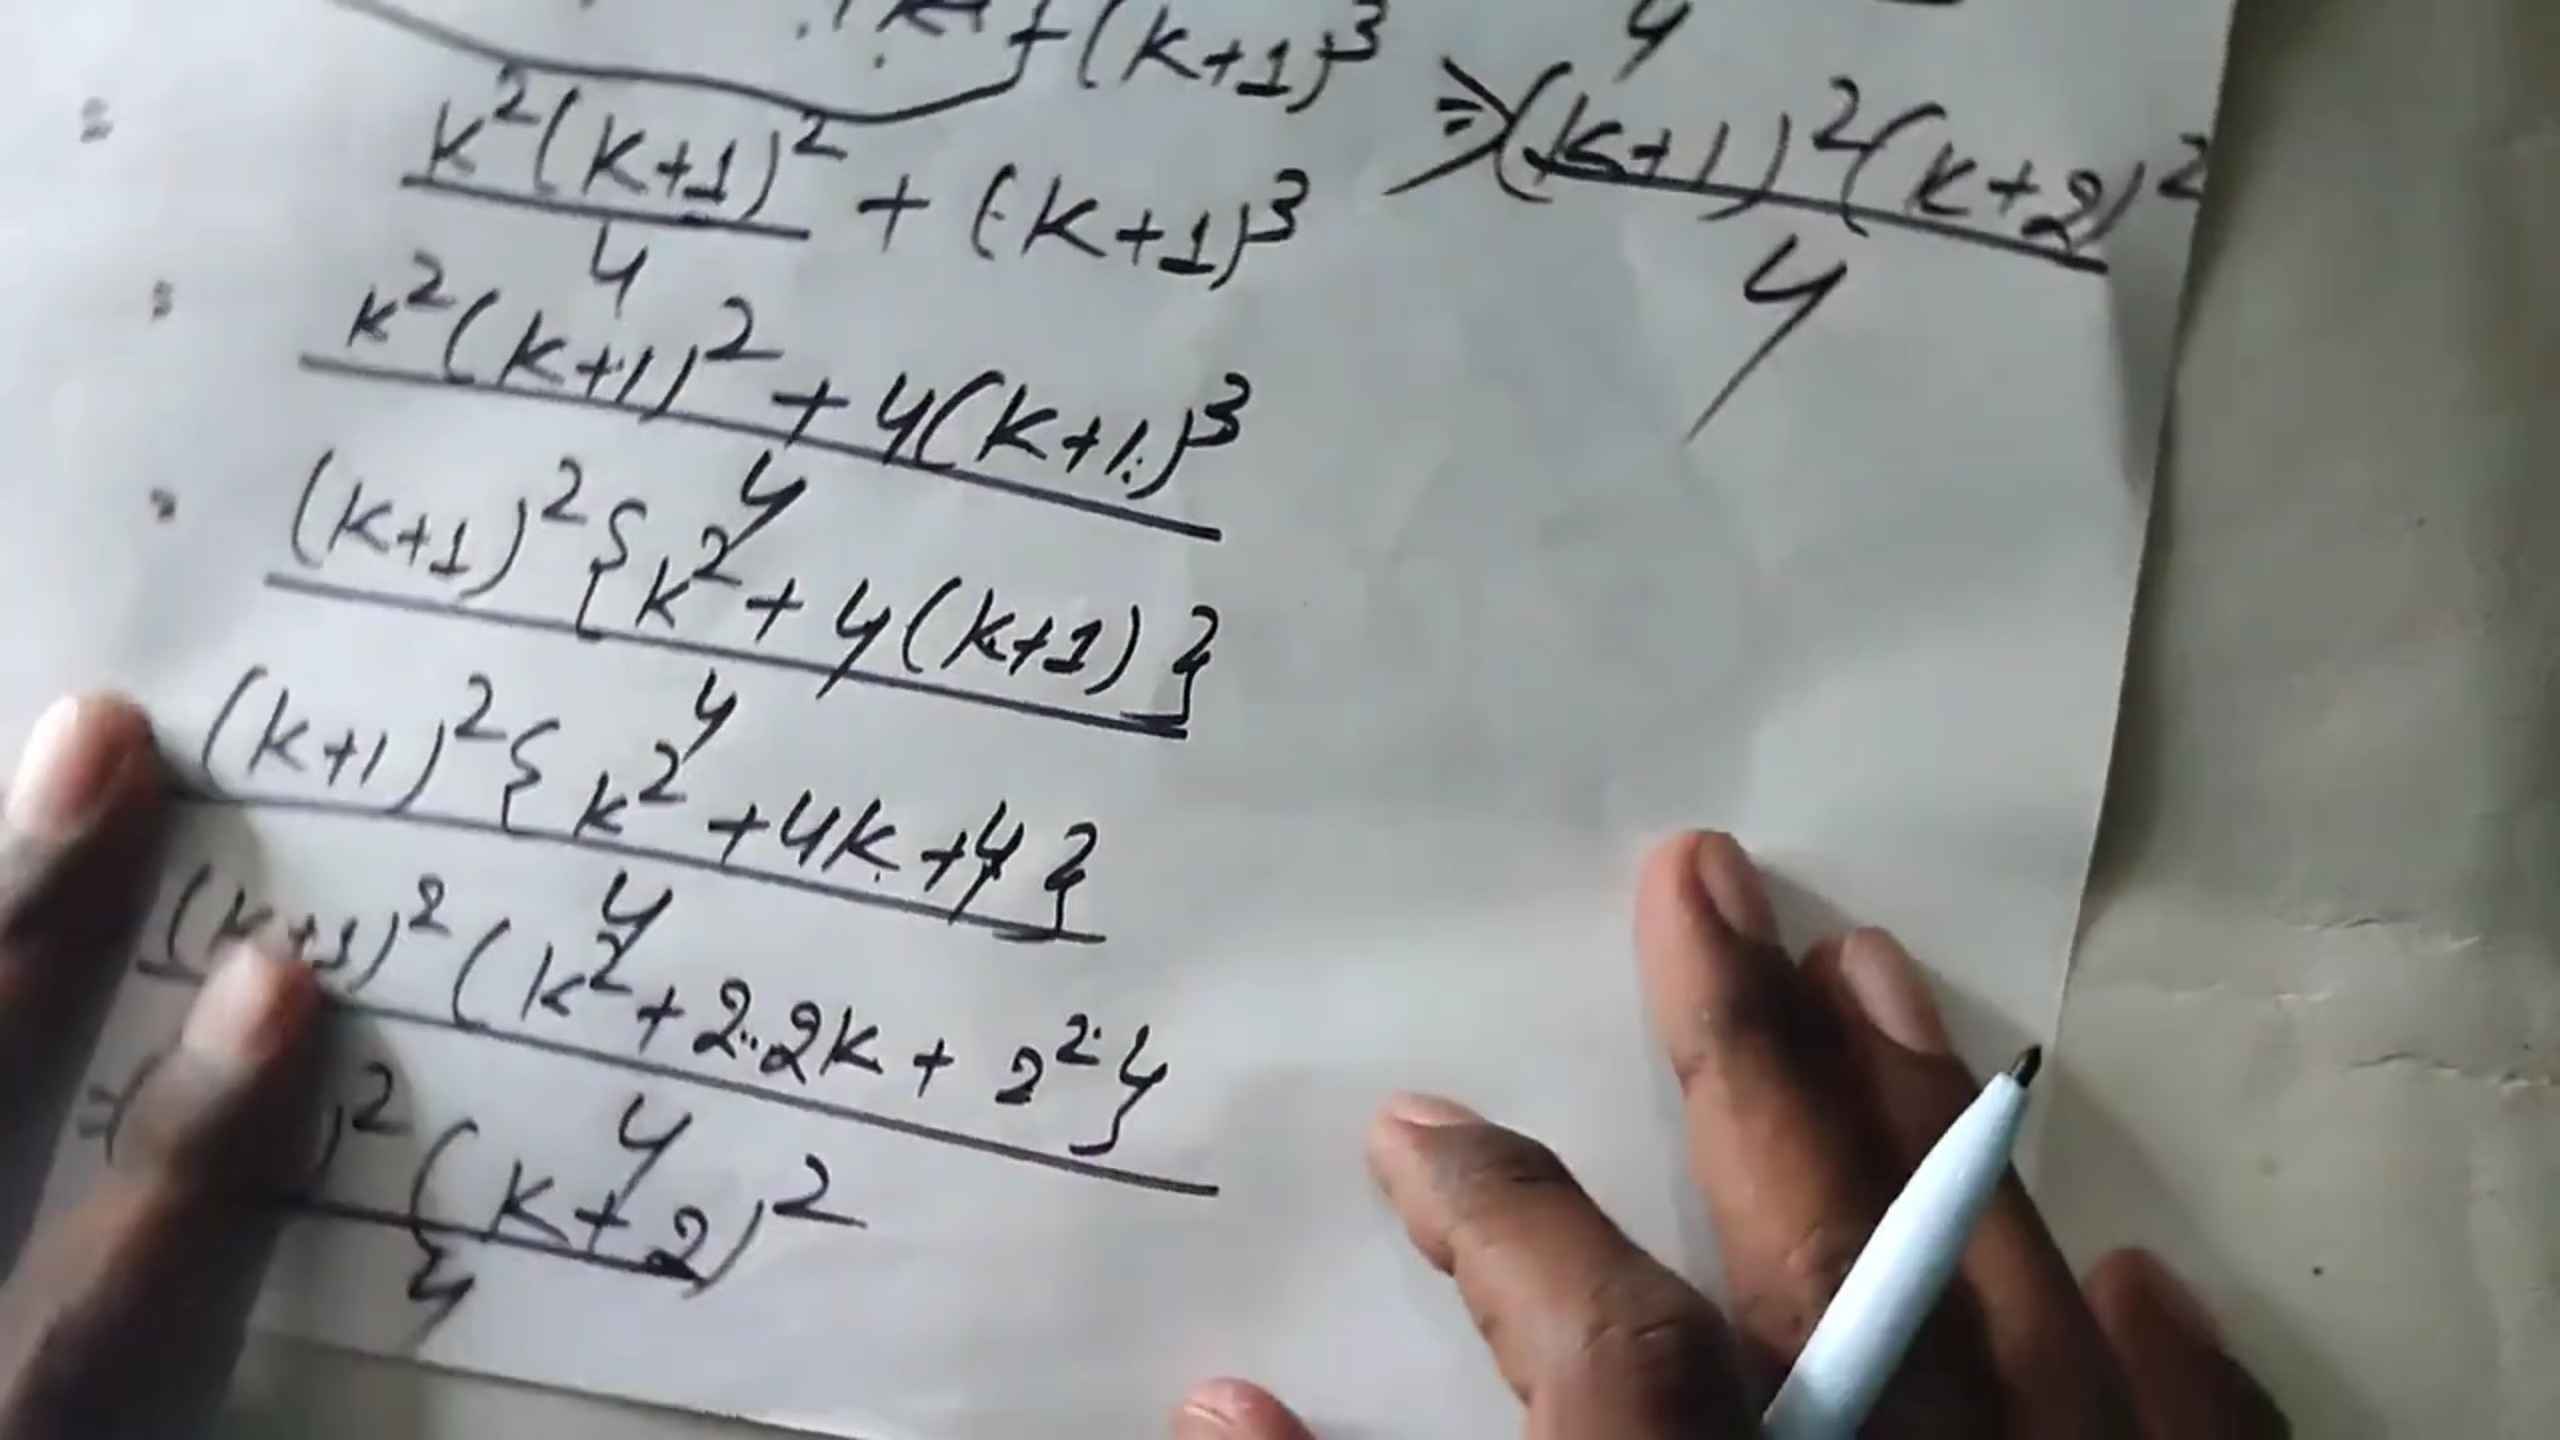 + (k+1)³
= k²(k+1)²/4 + (k+1)³
= k²(k+1)² + 4(k+1)³ / 4
= (k+1)²{k² + 4(k+1)} / 4
(k+1)²{k² + 4k + 4} / 4
(k+1)²(k² + 2·2k + 2²} / 4
= ( )²(k+2)² / 4
4
⇒ (k+1)²(k+2)² / 4